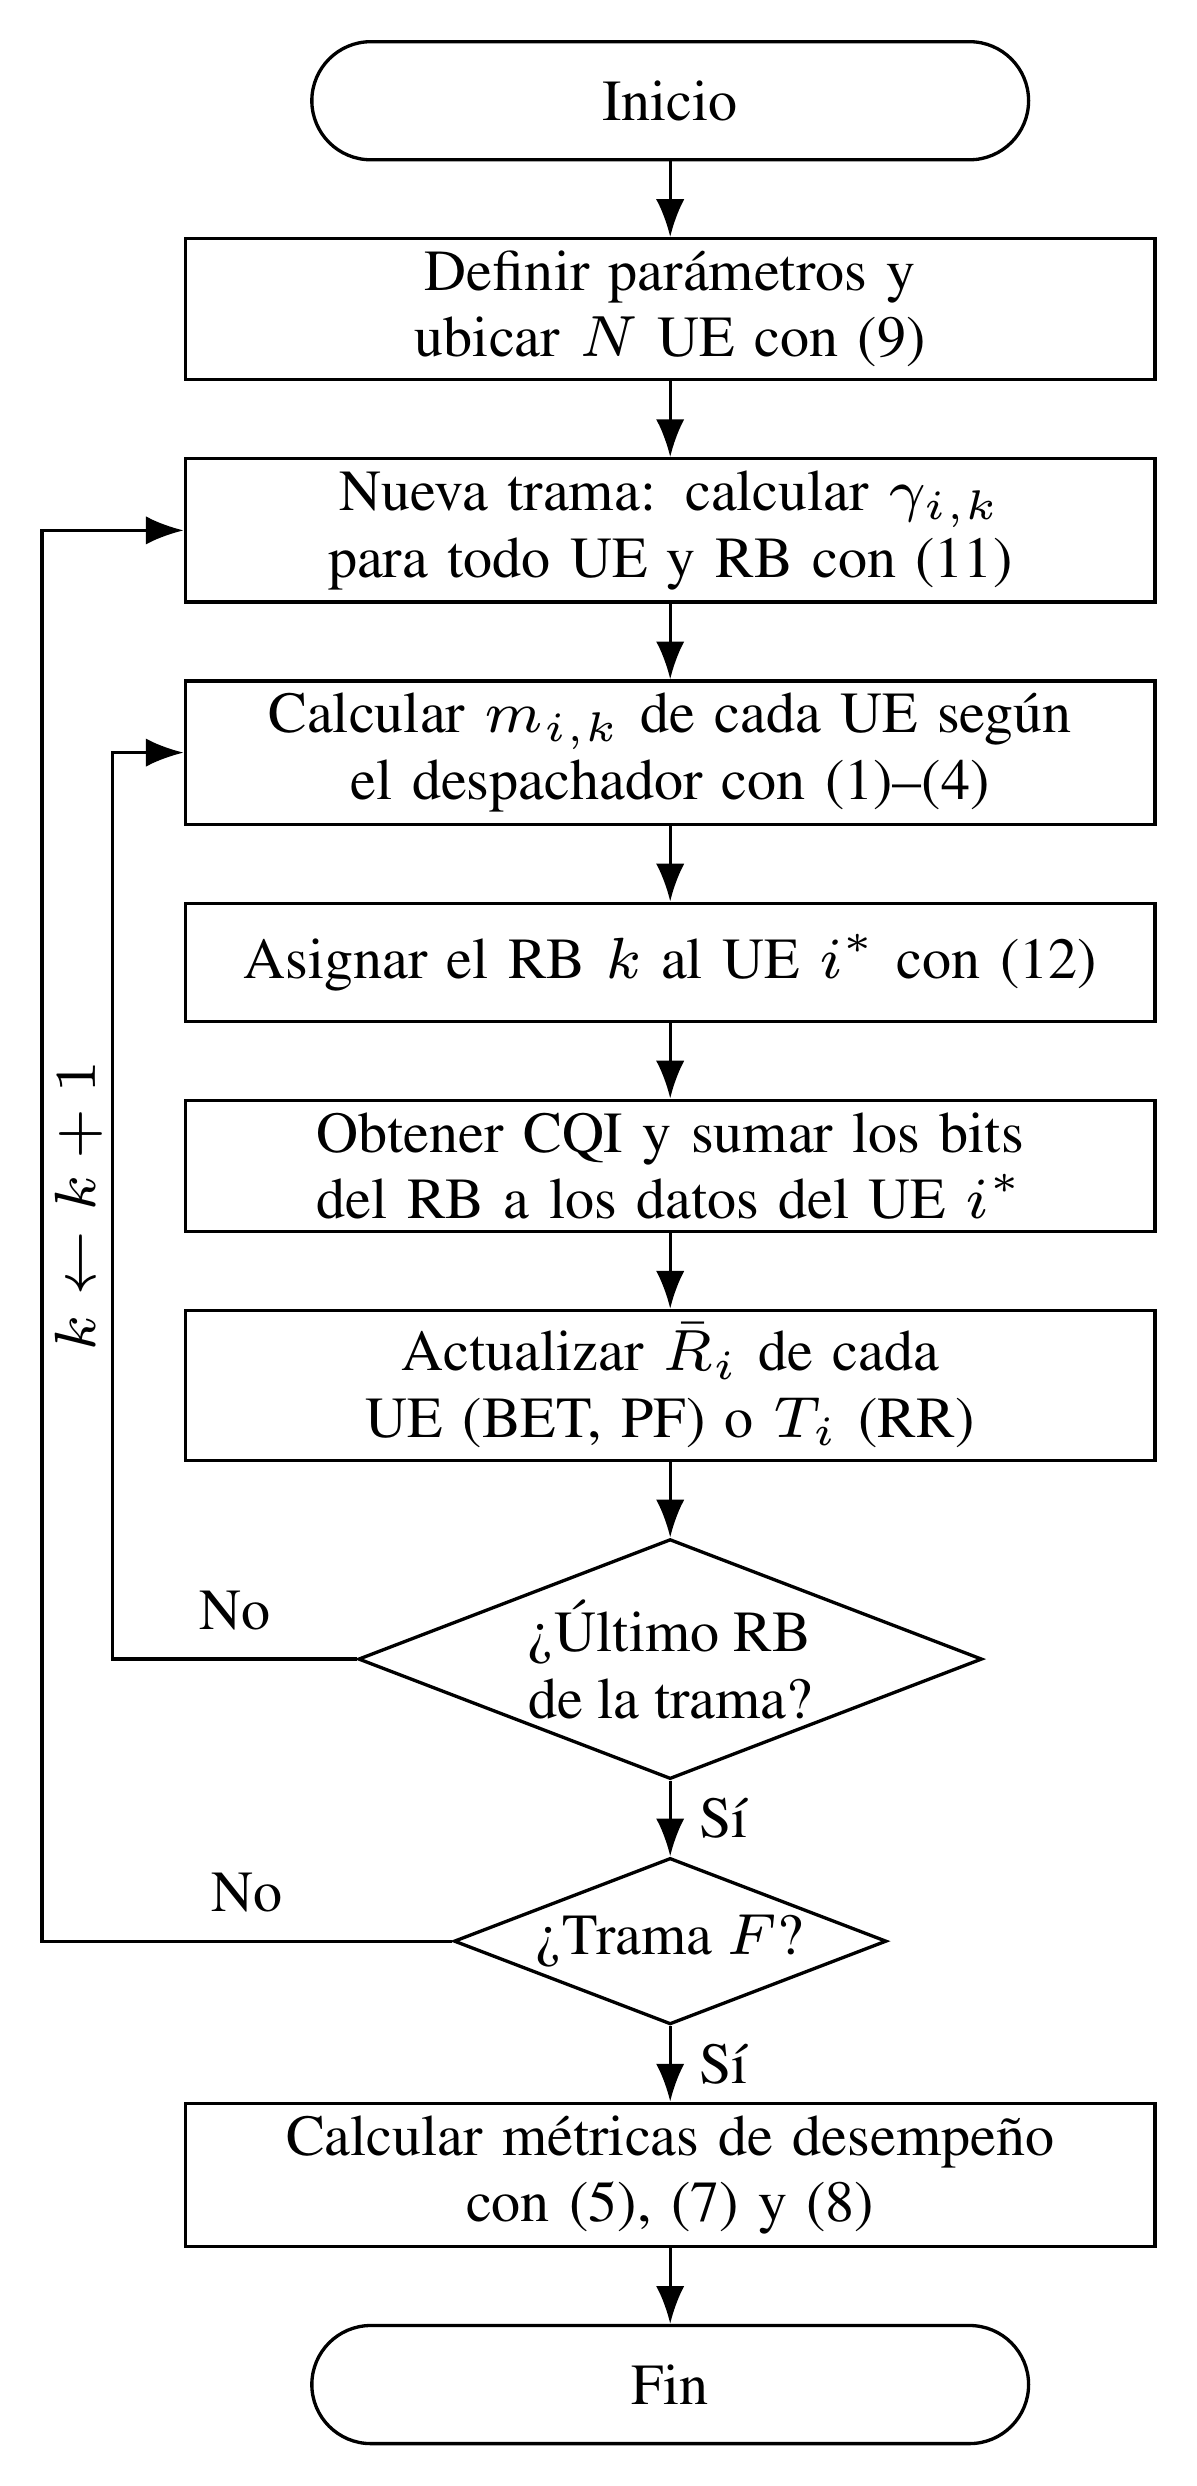 Inicio
Definir parámetros y
ubicar N UE con (9)
Nueva trama: calcular γ_{i,k}
para todo UE y RB con (11)
Calcular m_{i,k} de cada UE según
el despachador con (1)–(4)
Asignar el RB k al UE i* con (12)
Obtener CQI y sumar los bits
del RB a los datos del UE i*
k ← k + 1
Actualizar R̄_i de cada
UE (BET, PF) o T_i (RR)
No
¿Último RB
de la trama?
Sí
No
¿Trama F?
Sí
Calcular métricas de desempeño
con (5), (7) y (8)
Fin